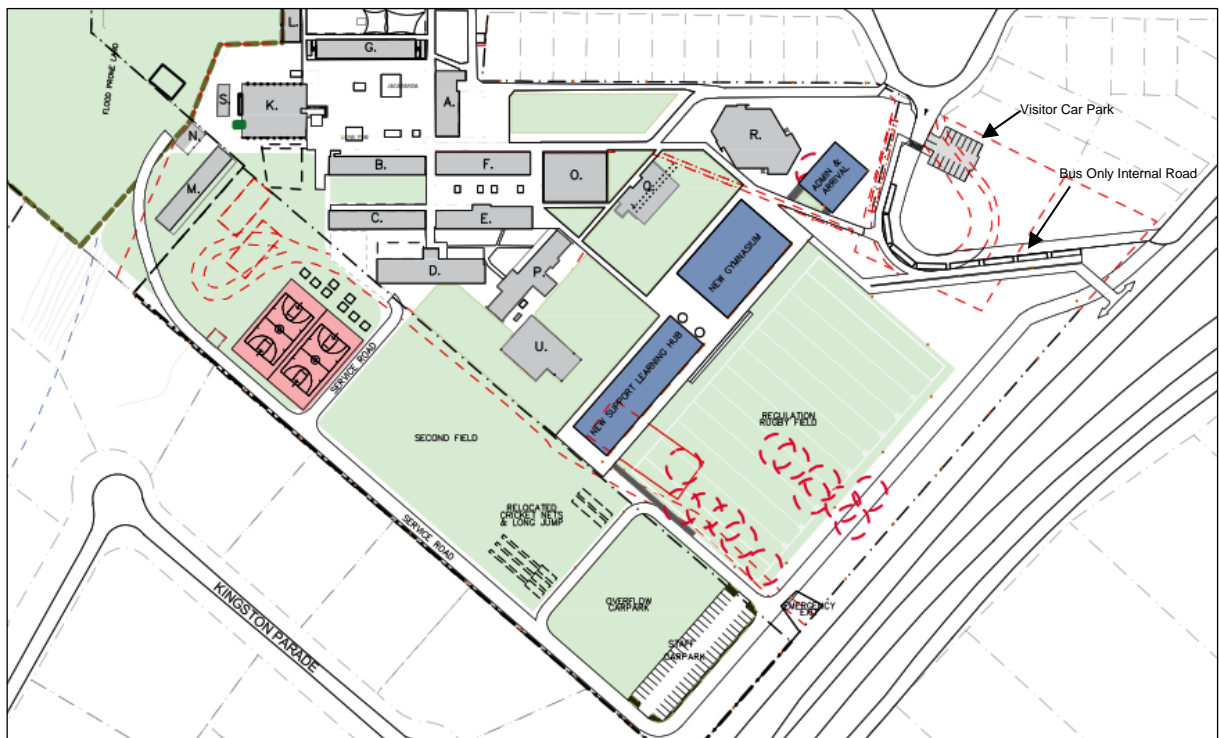 L.
G.
FLOOD PRONE LAND
S.
K.
JACARANDA
A.
R.
Visitor Car Park
N.
ADMIN &
ARRIVAL
Bus Only Internal Road
M.
B.
F.
O.
Q.
C.
E.
NEW GYMNASIUM
D.
P.
U.
SERVICE ROAD
NEW SUPPORT LEARNING HUB
REGULATION
RUGBY FIELD
SECOND FIELD
RELOCATED
CRICKET NETS
& LONG JUMP
SERVICE ROAD
KINGSTON PARADE
OVERFLOW
CARPARK
EMERGENCY
EXIT
STAFF
CARPARK